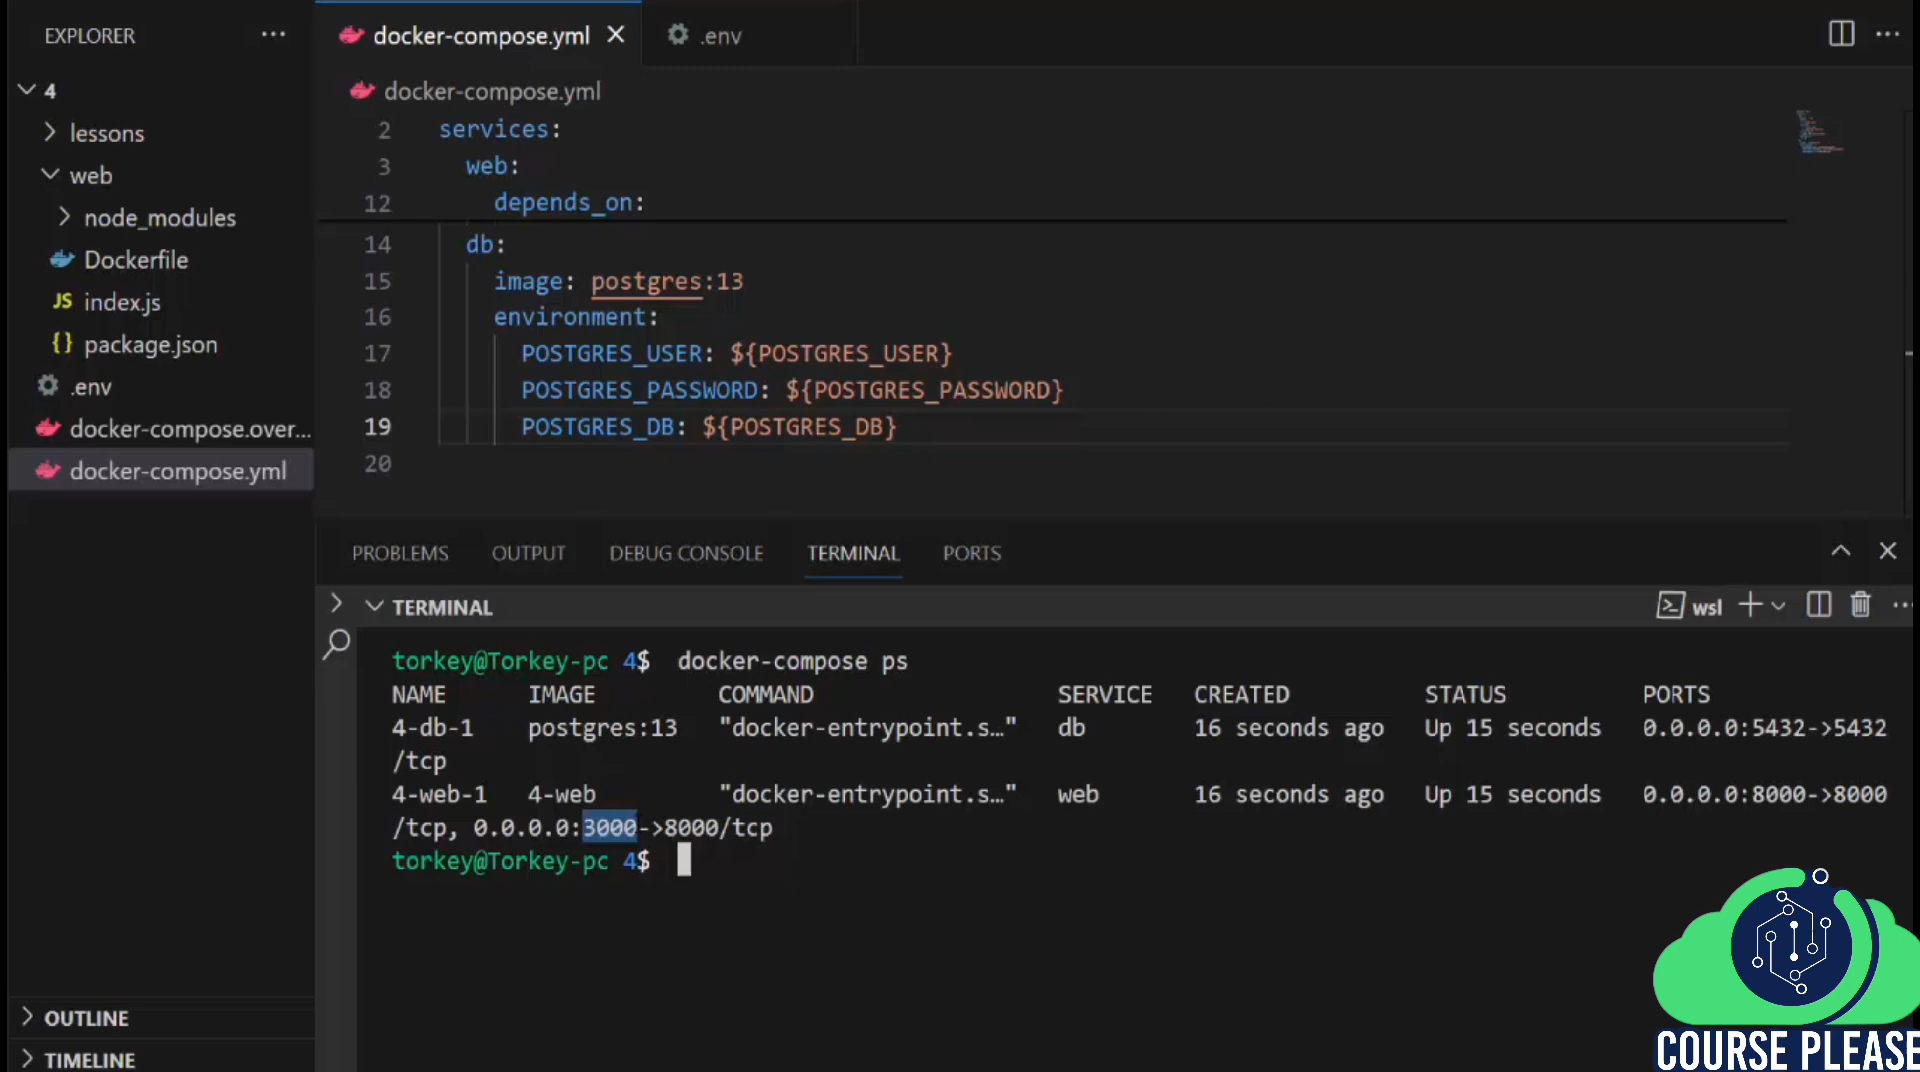 EXPLORER
4
lessons
web
node_modules
Dockerfile
JS index.js
{} package.json
.env
docker-compose.over...
docker-compose.yml
OUTLINE
TIMELINE
docker-compose.yml
.env
docker-compose.yml
2 services:
3 web:
12 depends_on:
14 db:
15 image: postgres:13
16 environment:
17 POSTGRES_USER: ${POSTGRES_USER}
18 POSTGRES_PASSWORD: ${POSTGRES_PASSWORD}
19 POSTGRES_DB: ${POSTGRES_DB}
20
PROBLEMS OUTPUT DEBUG CONSOLE TERMINAL PORTS
TERMINAL
wsl
torkey@Torkey-pc 4$ docker-compose ps
NAME IMAGE COMMAND SERVICE CREATED STATUS PORTS
4-db-1 postgres:13 "docker-entrypoint.s…" db 16 seconds ago Up 15 seconds 0.0.0.0:5432->5432
/tcp
4-web-1 4-web "docker-entrypoint.s…" web 16 seconds ago Up 15 seconds 0.0.0.0:8000->8000
/tcp, 0.0.0.0:3000->8000/tcp
torkey@Torkey-pc 4$
COURSE PLEASE